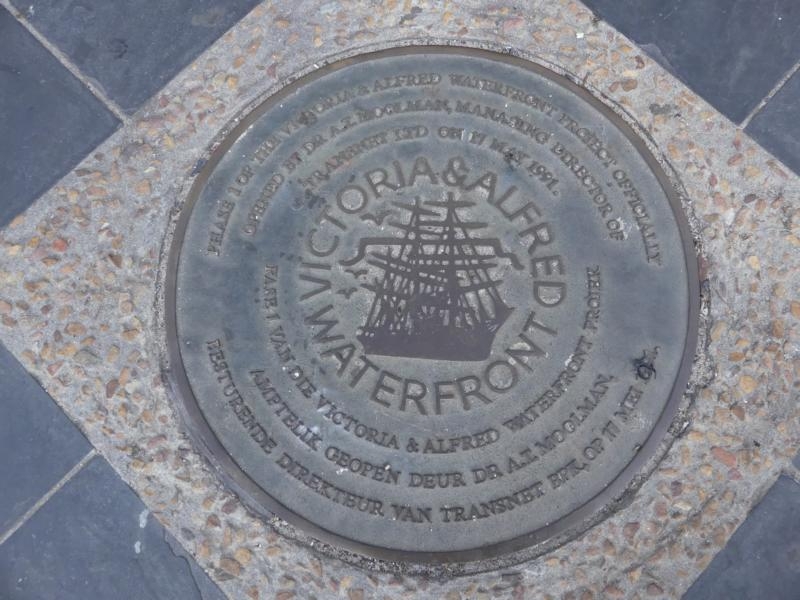 PHASE 1 OF THE VICTORIA & ALFRED WATERFRONT PROJECT OFFICIALLY
OPENED BY DR A.T. MOOLMAN, MANAGING DIRECTOR OF
TRANSNET LTD ON 17 MAY 1991.
VICTORIA & ALFRED
WATERFRONT
FASE 1 VAN DIE VICTORIA & ALFRED WATERFRONT PROJEK
AMPTELIK GEOPEN DEUR DR A.T. MOOLMAN,
BESTURENDE DIREKTEUR VAN TRANSNET BPK, OP 17 MEI